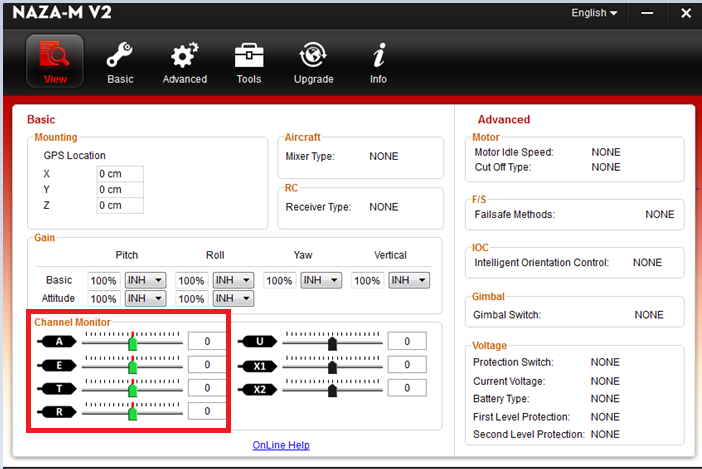 NAZA-M V2
English
View Basic Advanced Tools Upgrade Info
Basic
Mounting
GPS Location
X 0 cm
Y 0 cm
Z 0 cm
Aircraft
Mixer Type: NONE
RC
Receiver Type: NONE
Gain
Pitch Roll Yaw Vertical
Basic 100% INH 100% INH 100% INH 100% INH
Attitude 100% INH 100% INH
Channel Monitor
A 0 U 0
E 0 X1 0
T 0 X2 0
R 0
OnLine Help
Advanced
Motor
Motor Idle Speed: NONE
Cut Off Type: NONE
F/S
Failsafe Methods: NONE
IOC
Intelligent Orientation Control: NONE
Gimbal
Gimbal Switch: NONE
Voltage
Protection Switch: NONE
Current Voltage: NONE
Battery Type: NONE
First Level Protection: NONE
Second Level Protection: NONE